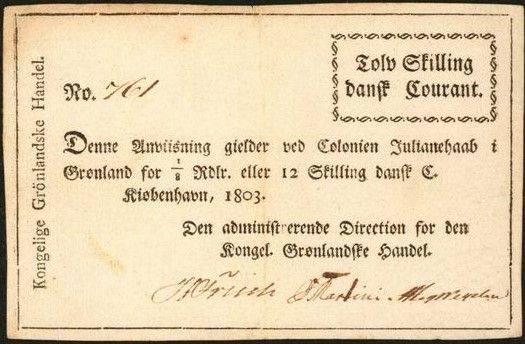 Kongelige Grönlandske Handel.
No. 761
Tolv Skilling
dansk Courant.
Denne Anviisning gielder ved Colonien Julianehaab i
Grønland for 1/8 Rdlr. eller 12 Skilling dansk C.
Kiøbenhavn, 1803.
Den administrerende Direction for den
Kongel. Grønlandske Handel.